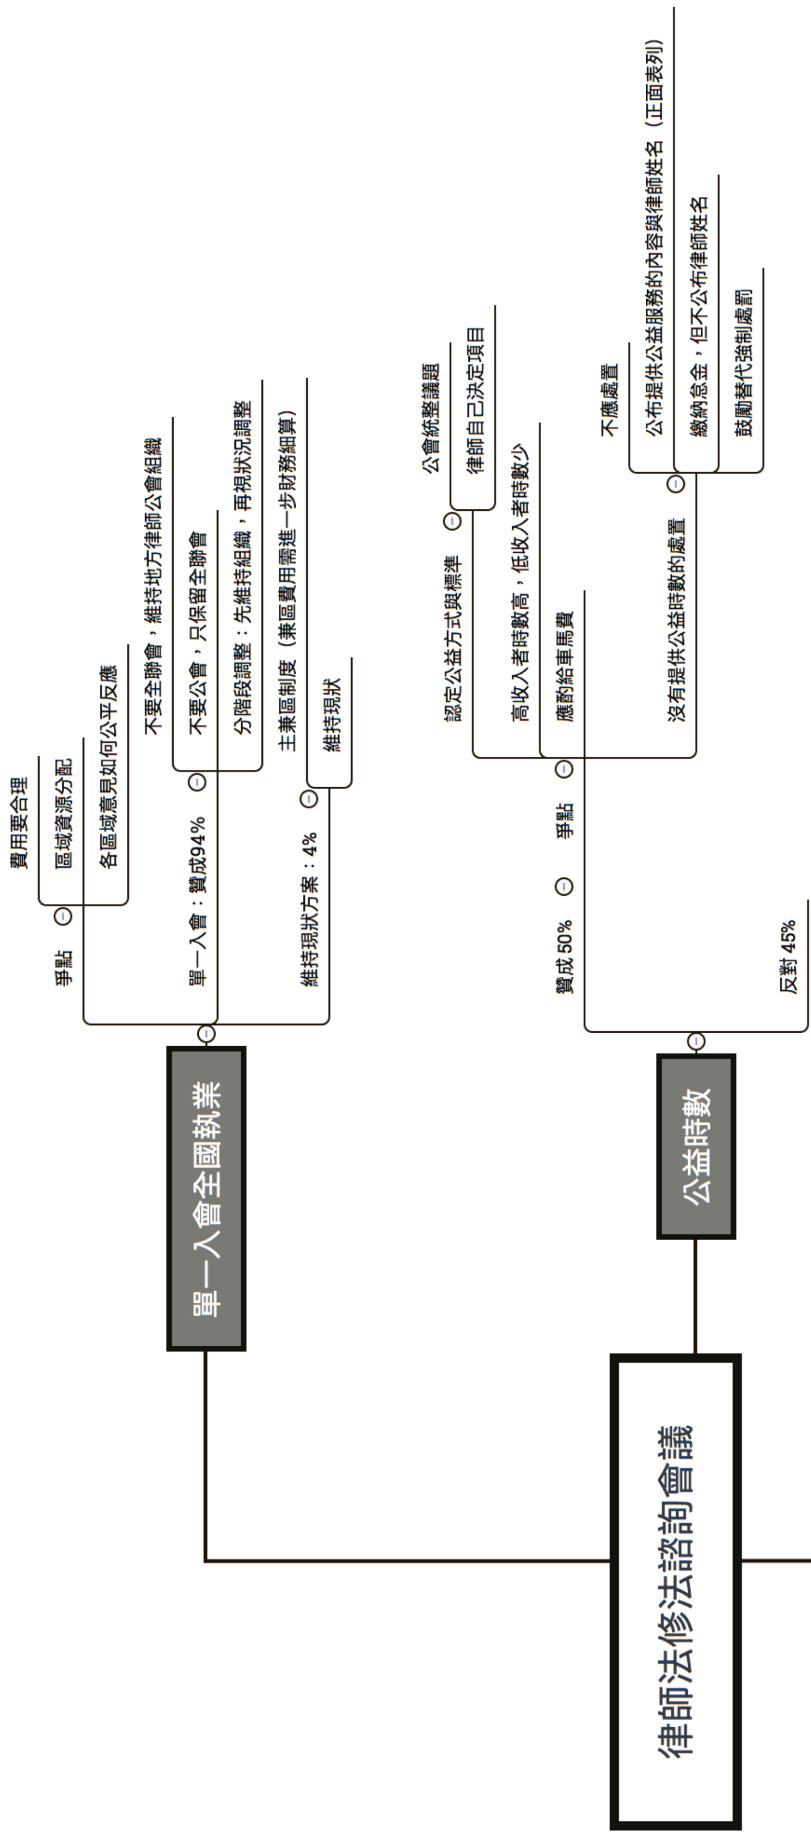 律師法修法諮詢會議
單一入會全國執業
爭點
費用要合理
區域資源分配
各區域意見如何公平反應
單一入會：贊成94%
不要全聯會，維持地方律師公會組織
不要公會，只保留全聯會
分階段調整：先維持組織，再視狀況調整
維持現狀方案：4%
主兼區制度（兼區費用需進一步財務細算）
維持現狀
公益時數
贊成 50%
爭點
認定公益方式與標準
公會統整議題
律師自己決定項目
高收入者時數高，低收入者時數少
應酌給車馬費
沒有提供公益時數的處置
不應處置
公布提供公益服務的內容與律師姓名（正面表列）
繳納怠金，但不公布律師姓名
鼓勵替代強制處罰
反對 45%